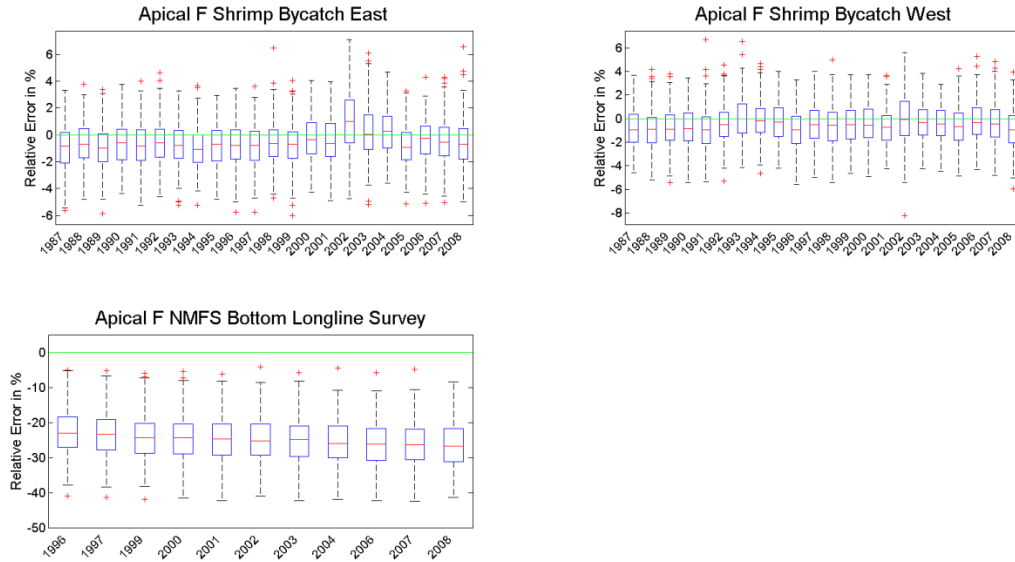 Apical F Shrimp Bycatch East
Relative Error in %
6
4
2
0
-2
-4
-6
1987 1988 1989 1990 1991 1992 1993 1994 1995 1996 1997 1998 1999 2000 2001 2002 2003 2004 2005 2006 2007 2008
Apical F Shrimp Bycatch West
Relative Error in %
6
4
2
0
-2
-4
-6
-8
1987 1988 1989 1990 1991 1992 1993 1994 1995 1996 1997 1998 1999 2000 2001 2002 2003 2004 2005 2006 2007 2008
Apical F NMFS Bottom Longline Survey
Relative Error in %
0
-10
-20
-30
-40
-50
1996 1997 1999 2000 2001 2002 2003 2004 2006 2007 2008